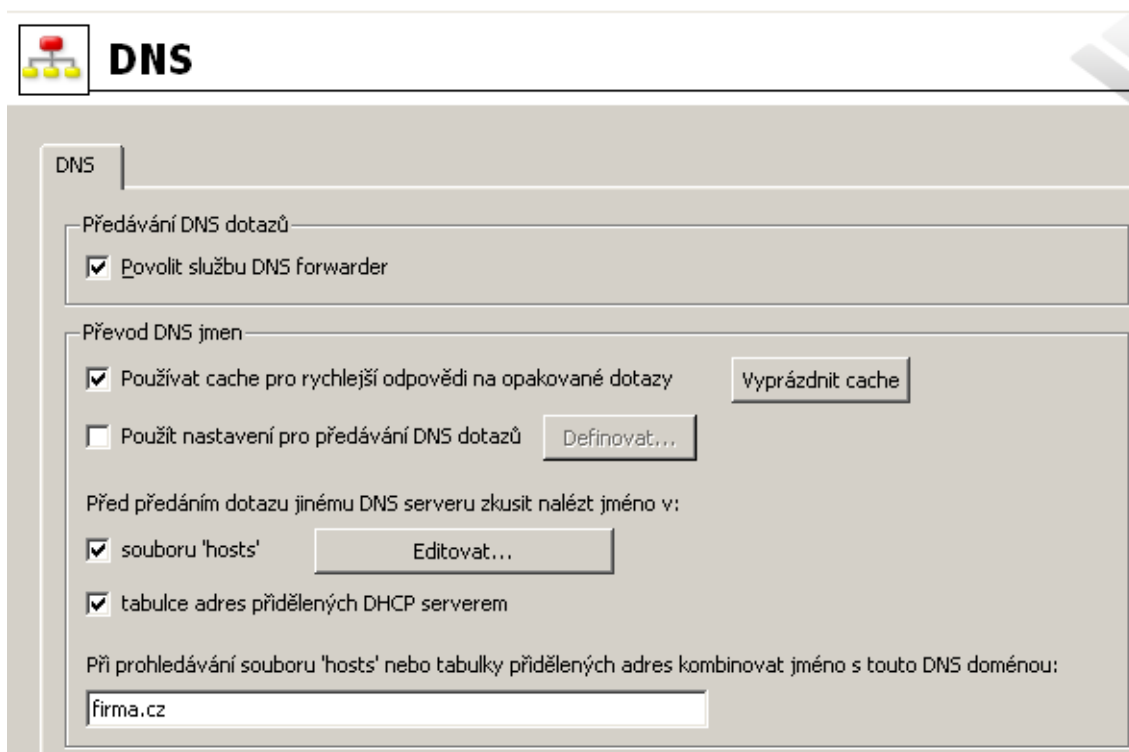 DNS
DNS
Předávání DNS dotazů
Povolit službu DNS forwarder
Převod DNS jmen
Používat cache pro rychlejší odpovědi na opakované dotazy Vyprázdnit cache
Použít nastavení pro předávání DNS dotazů Definovat...
Před předáním dotazu jinému DNS serveru zkusit nalézt jméno v:
souboru 'hosts' Editovat...
tabulce adres přidělených DHCP serverem
Při prohledávání souboru 'hosts' nebo tabulky přidělených adres kombinovat jméno s touto DNS doménou:
firma.cz